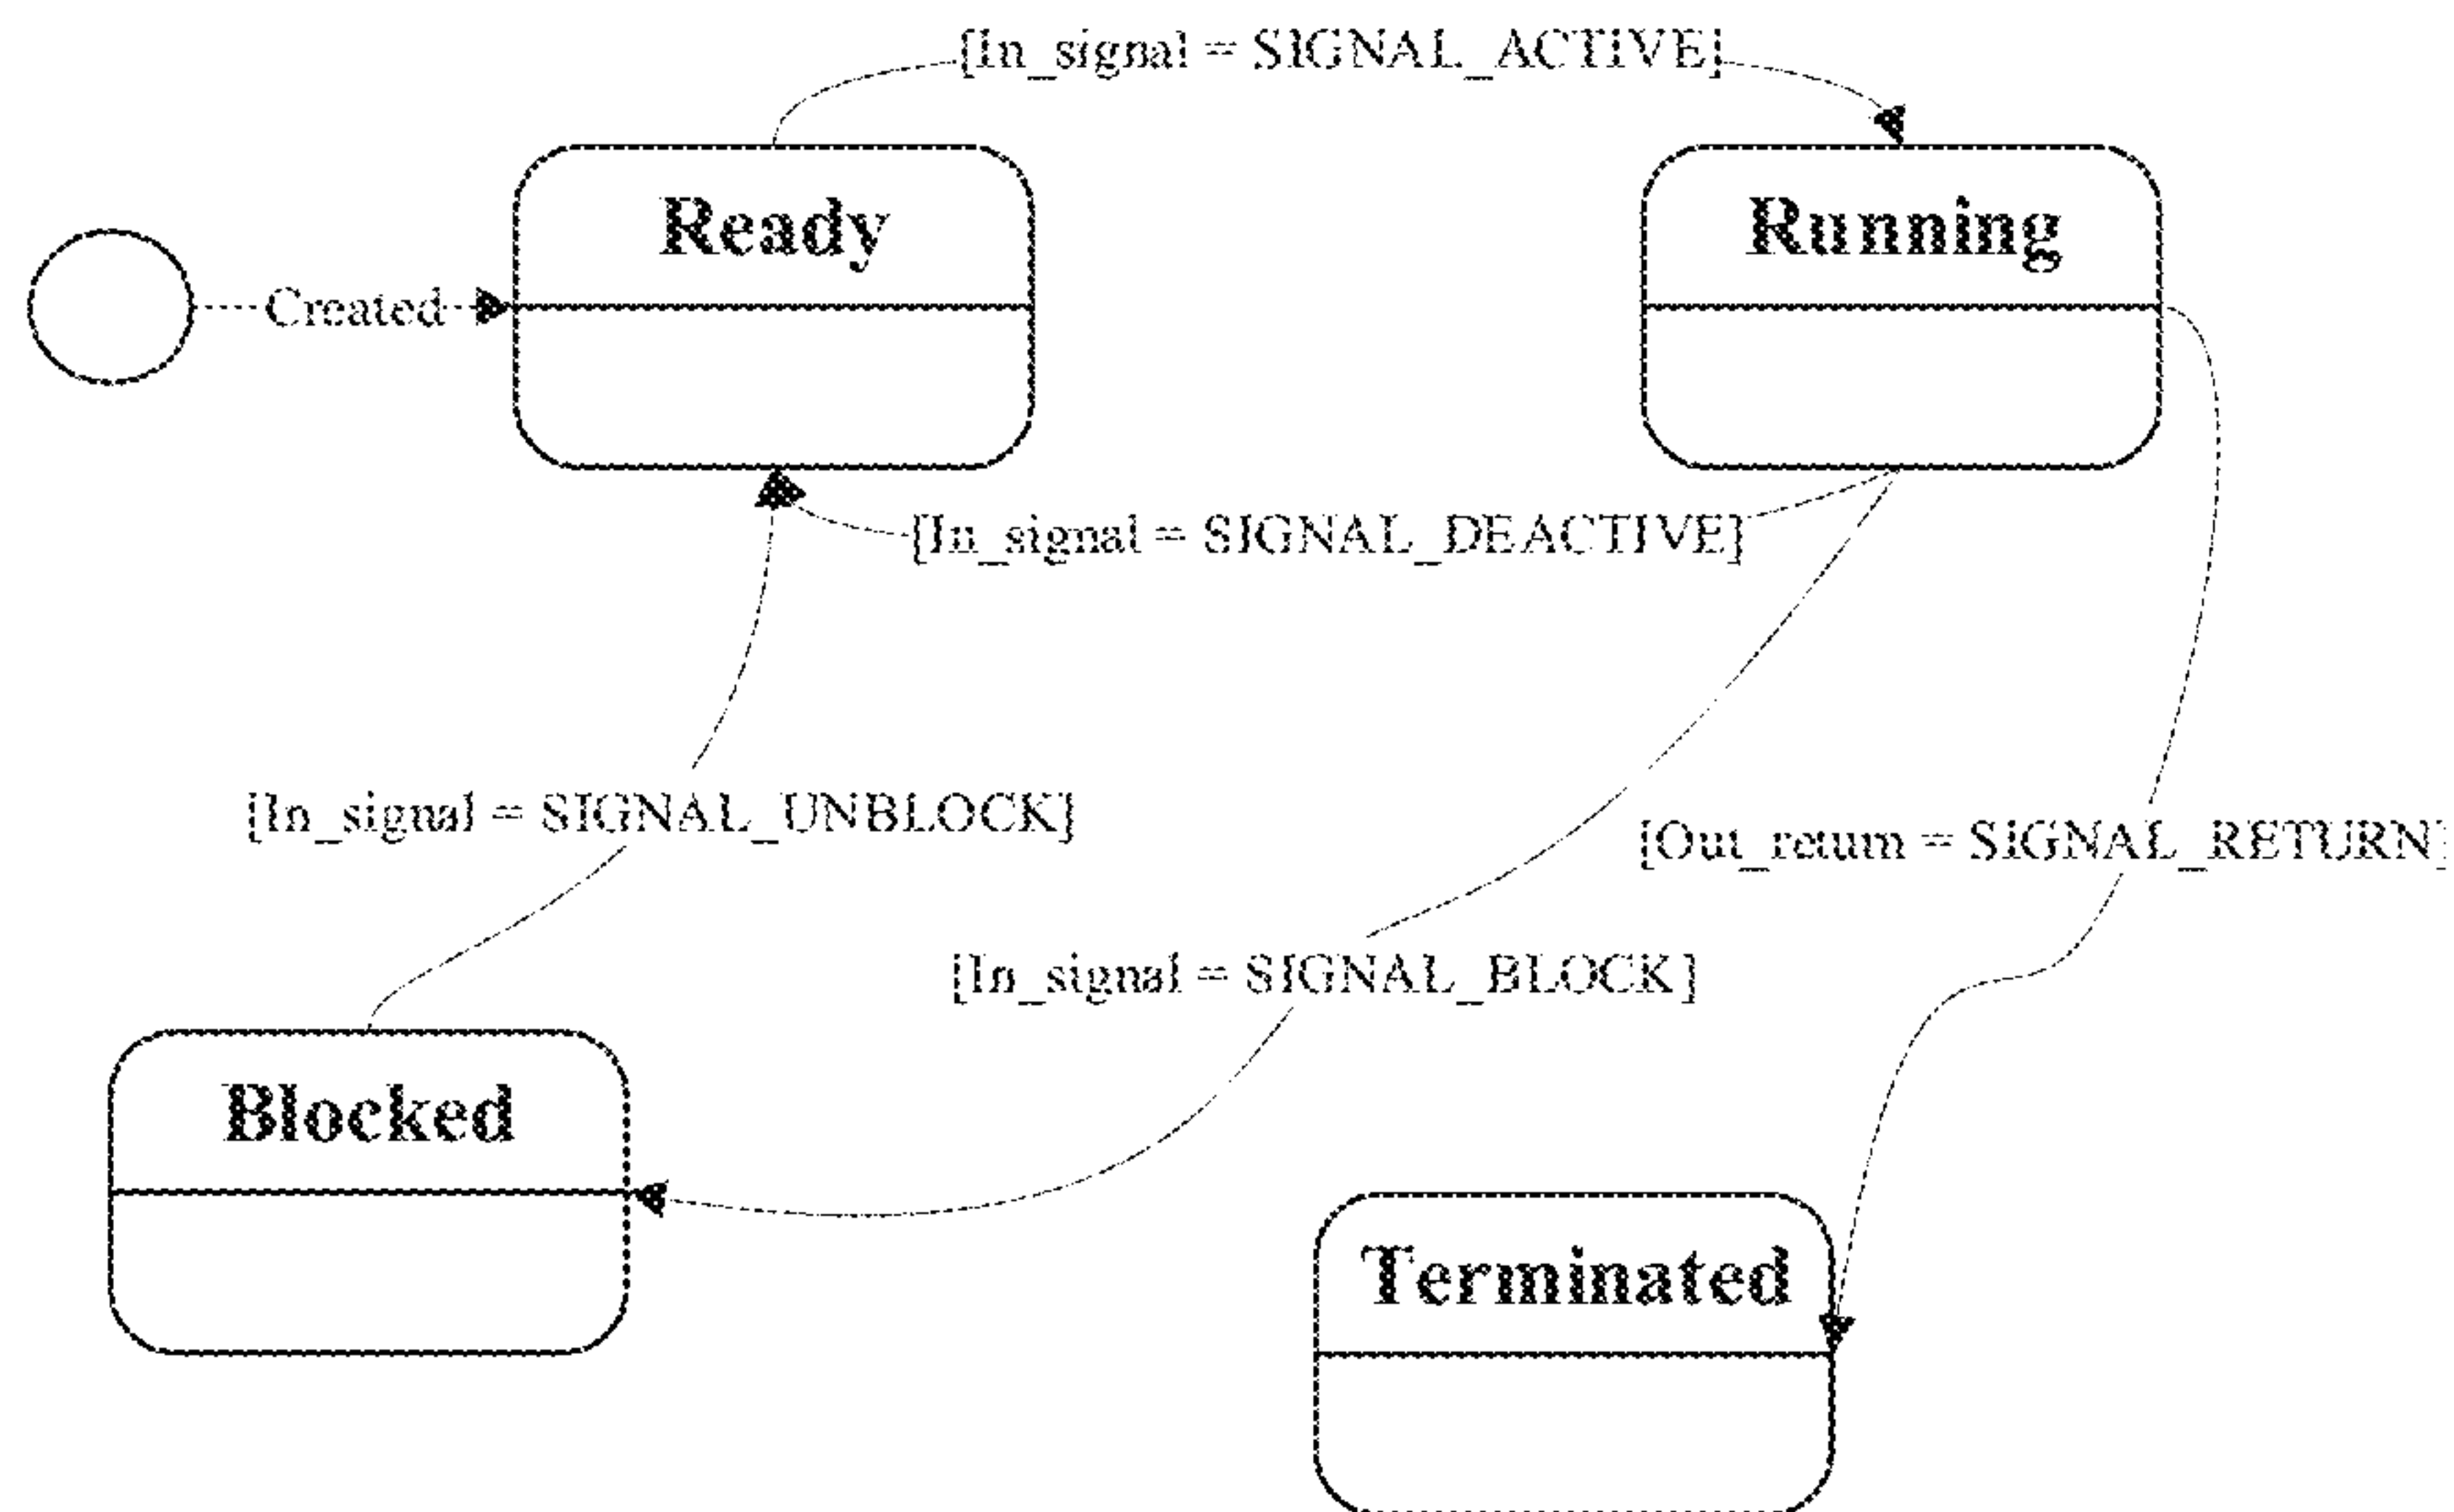 [In_signal = SIGNAL_ACTIVE]
Ready
Running
Created
[In_signal = SIGNAL_DEACTIVE]
[In_signal = SIGNAL_UNBLOCK]
[Out_return = SIGNAL_RETURN]
[In_signal = SIGNAL_BLOCK]
Blocked
Terminated